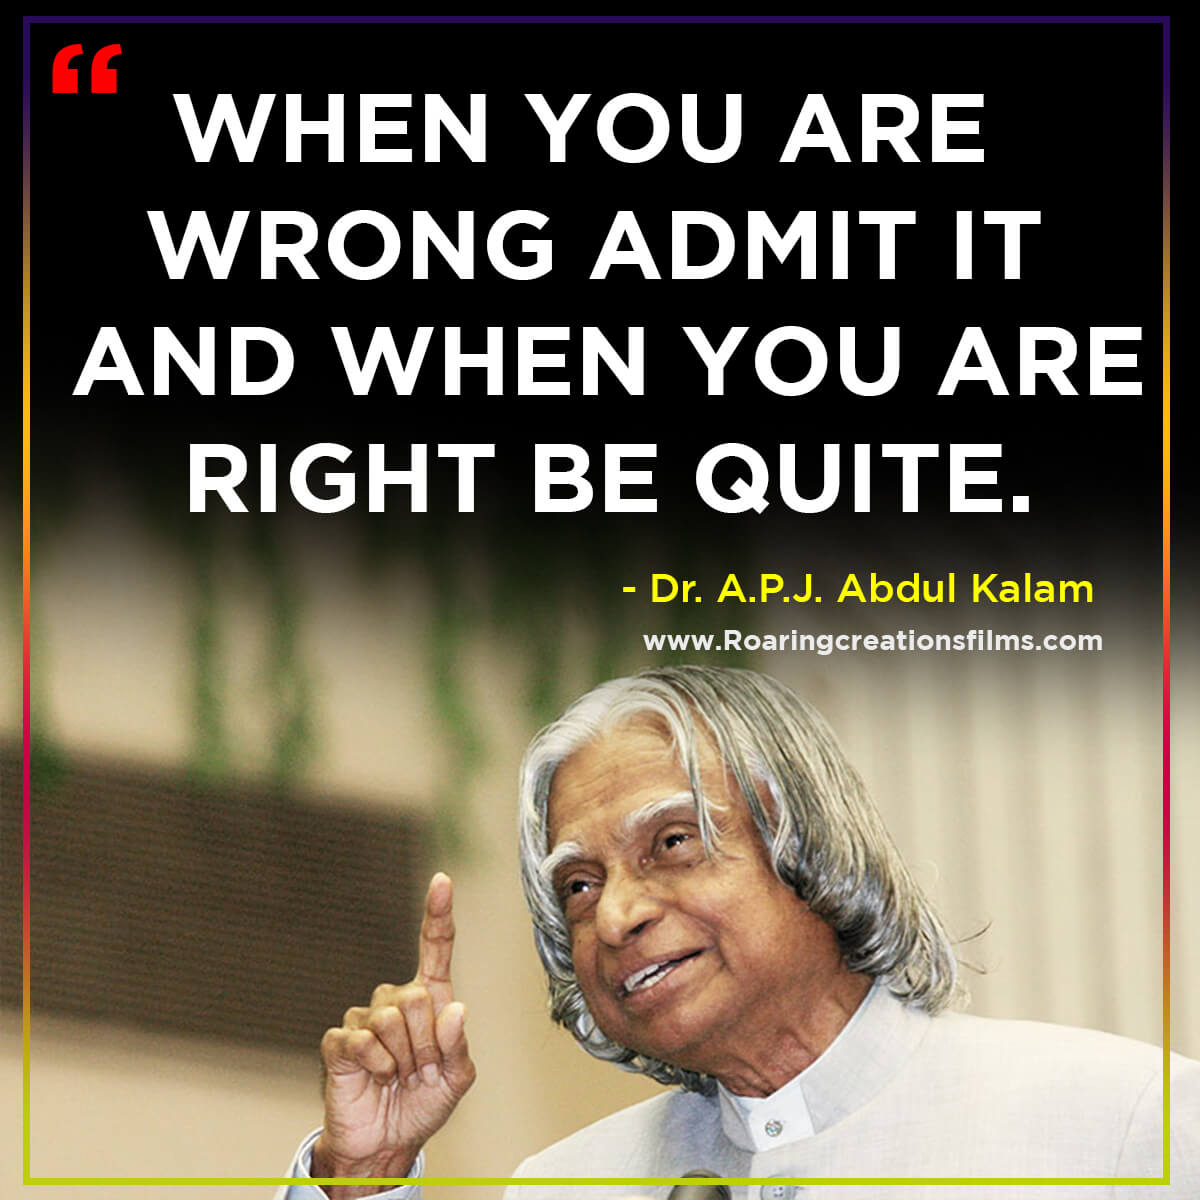 “
WHEN YOU ARE
WRONG ADMIT IT
AND WHEN YOU ARE
RIGHT BE QUITE.
- Dr. A.P.J. Abdul Kalam
www.Roaringcreationsfilms.com